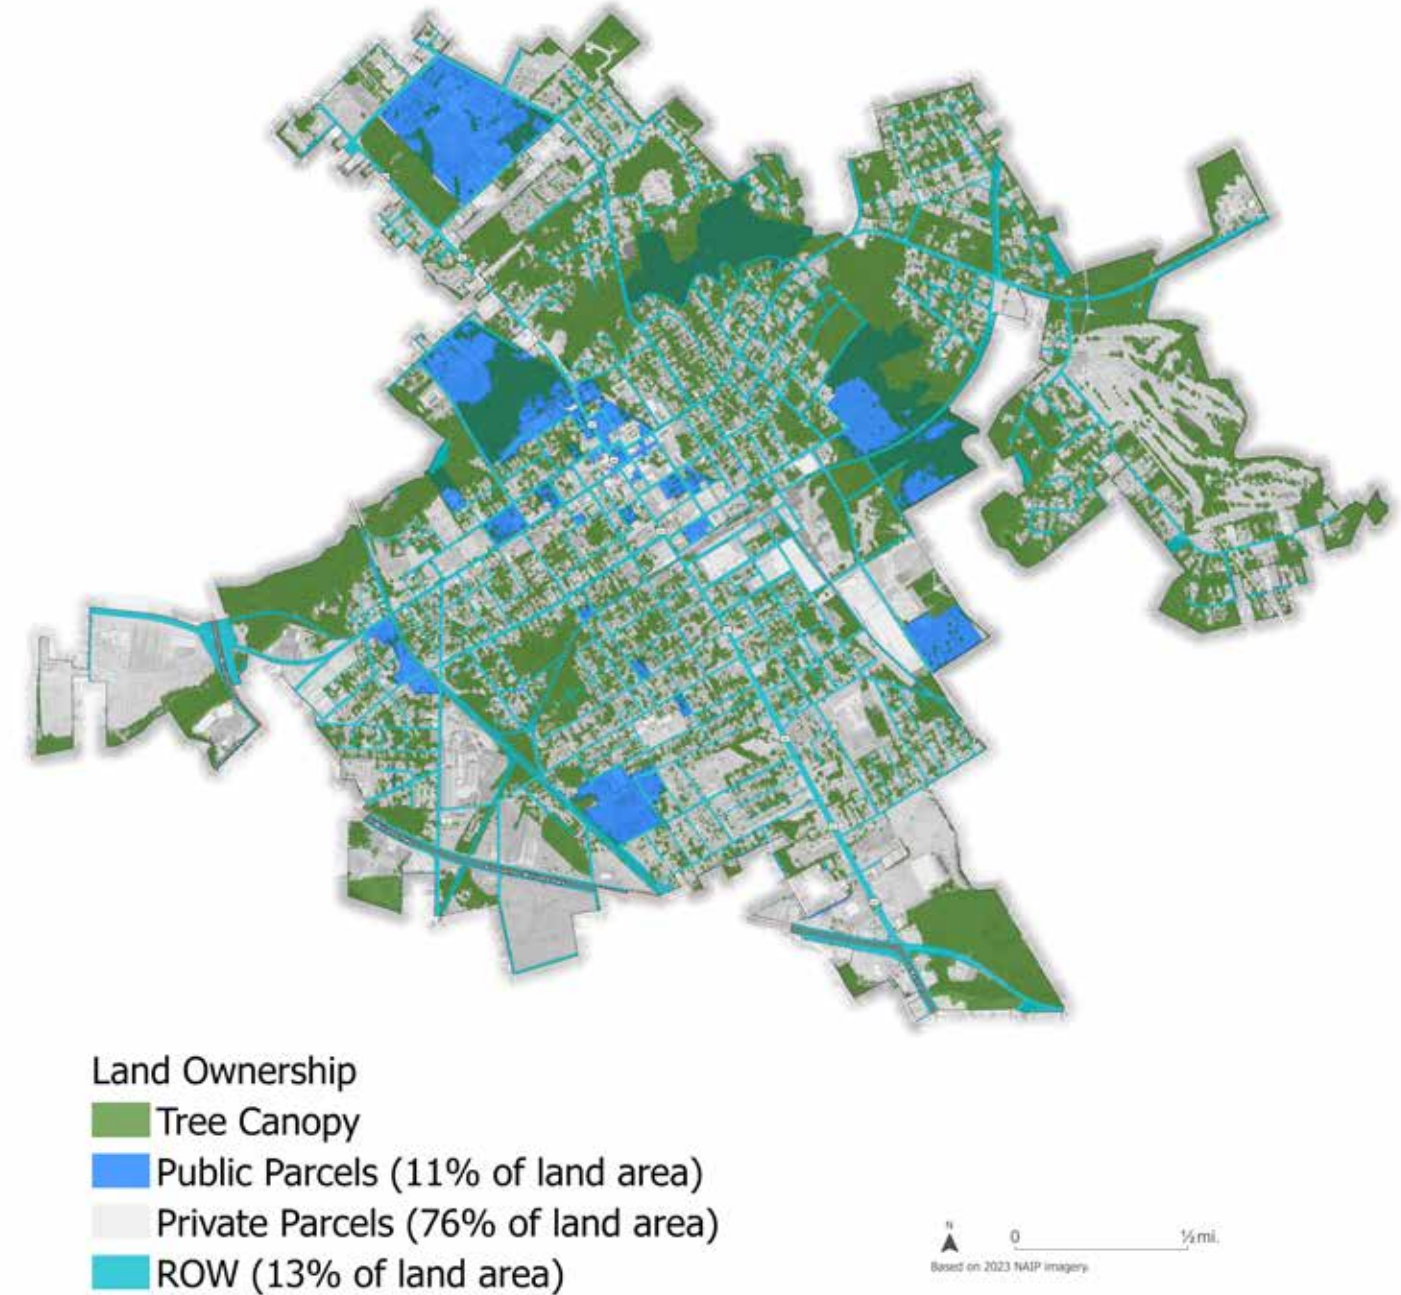 Land Ownership
Tree Canopy
Public Parcels (11% of land area)
Private Parcels (76% of land area)
ROW (13% of land area)
N
0 ½ mi.
Based on 2023 NAIP imagery.